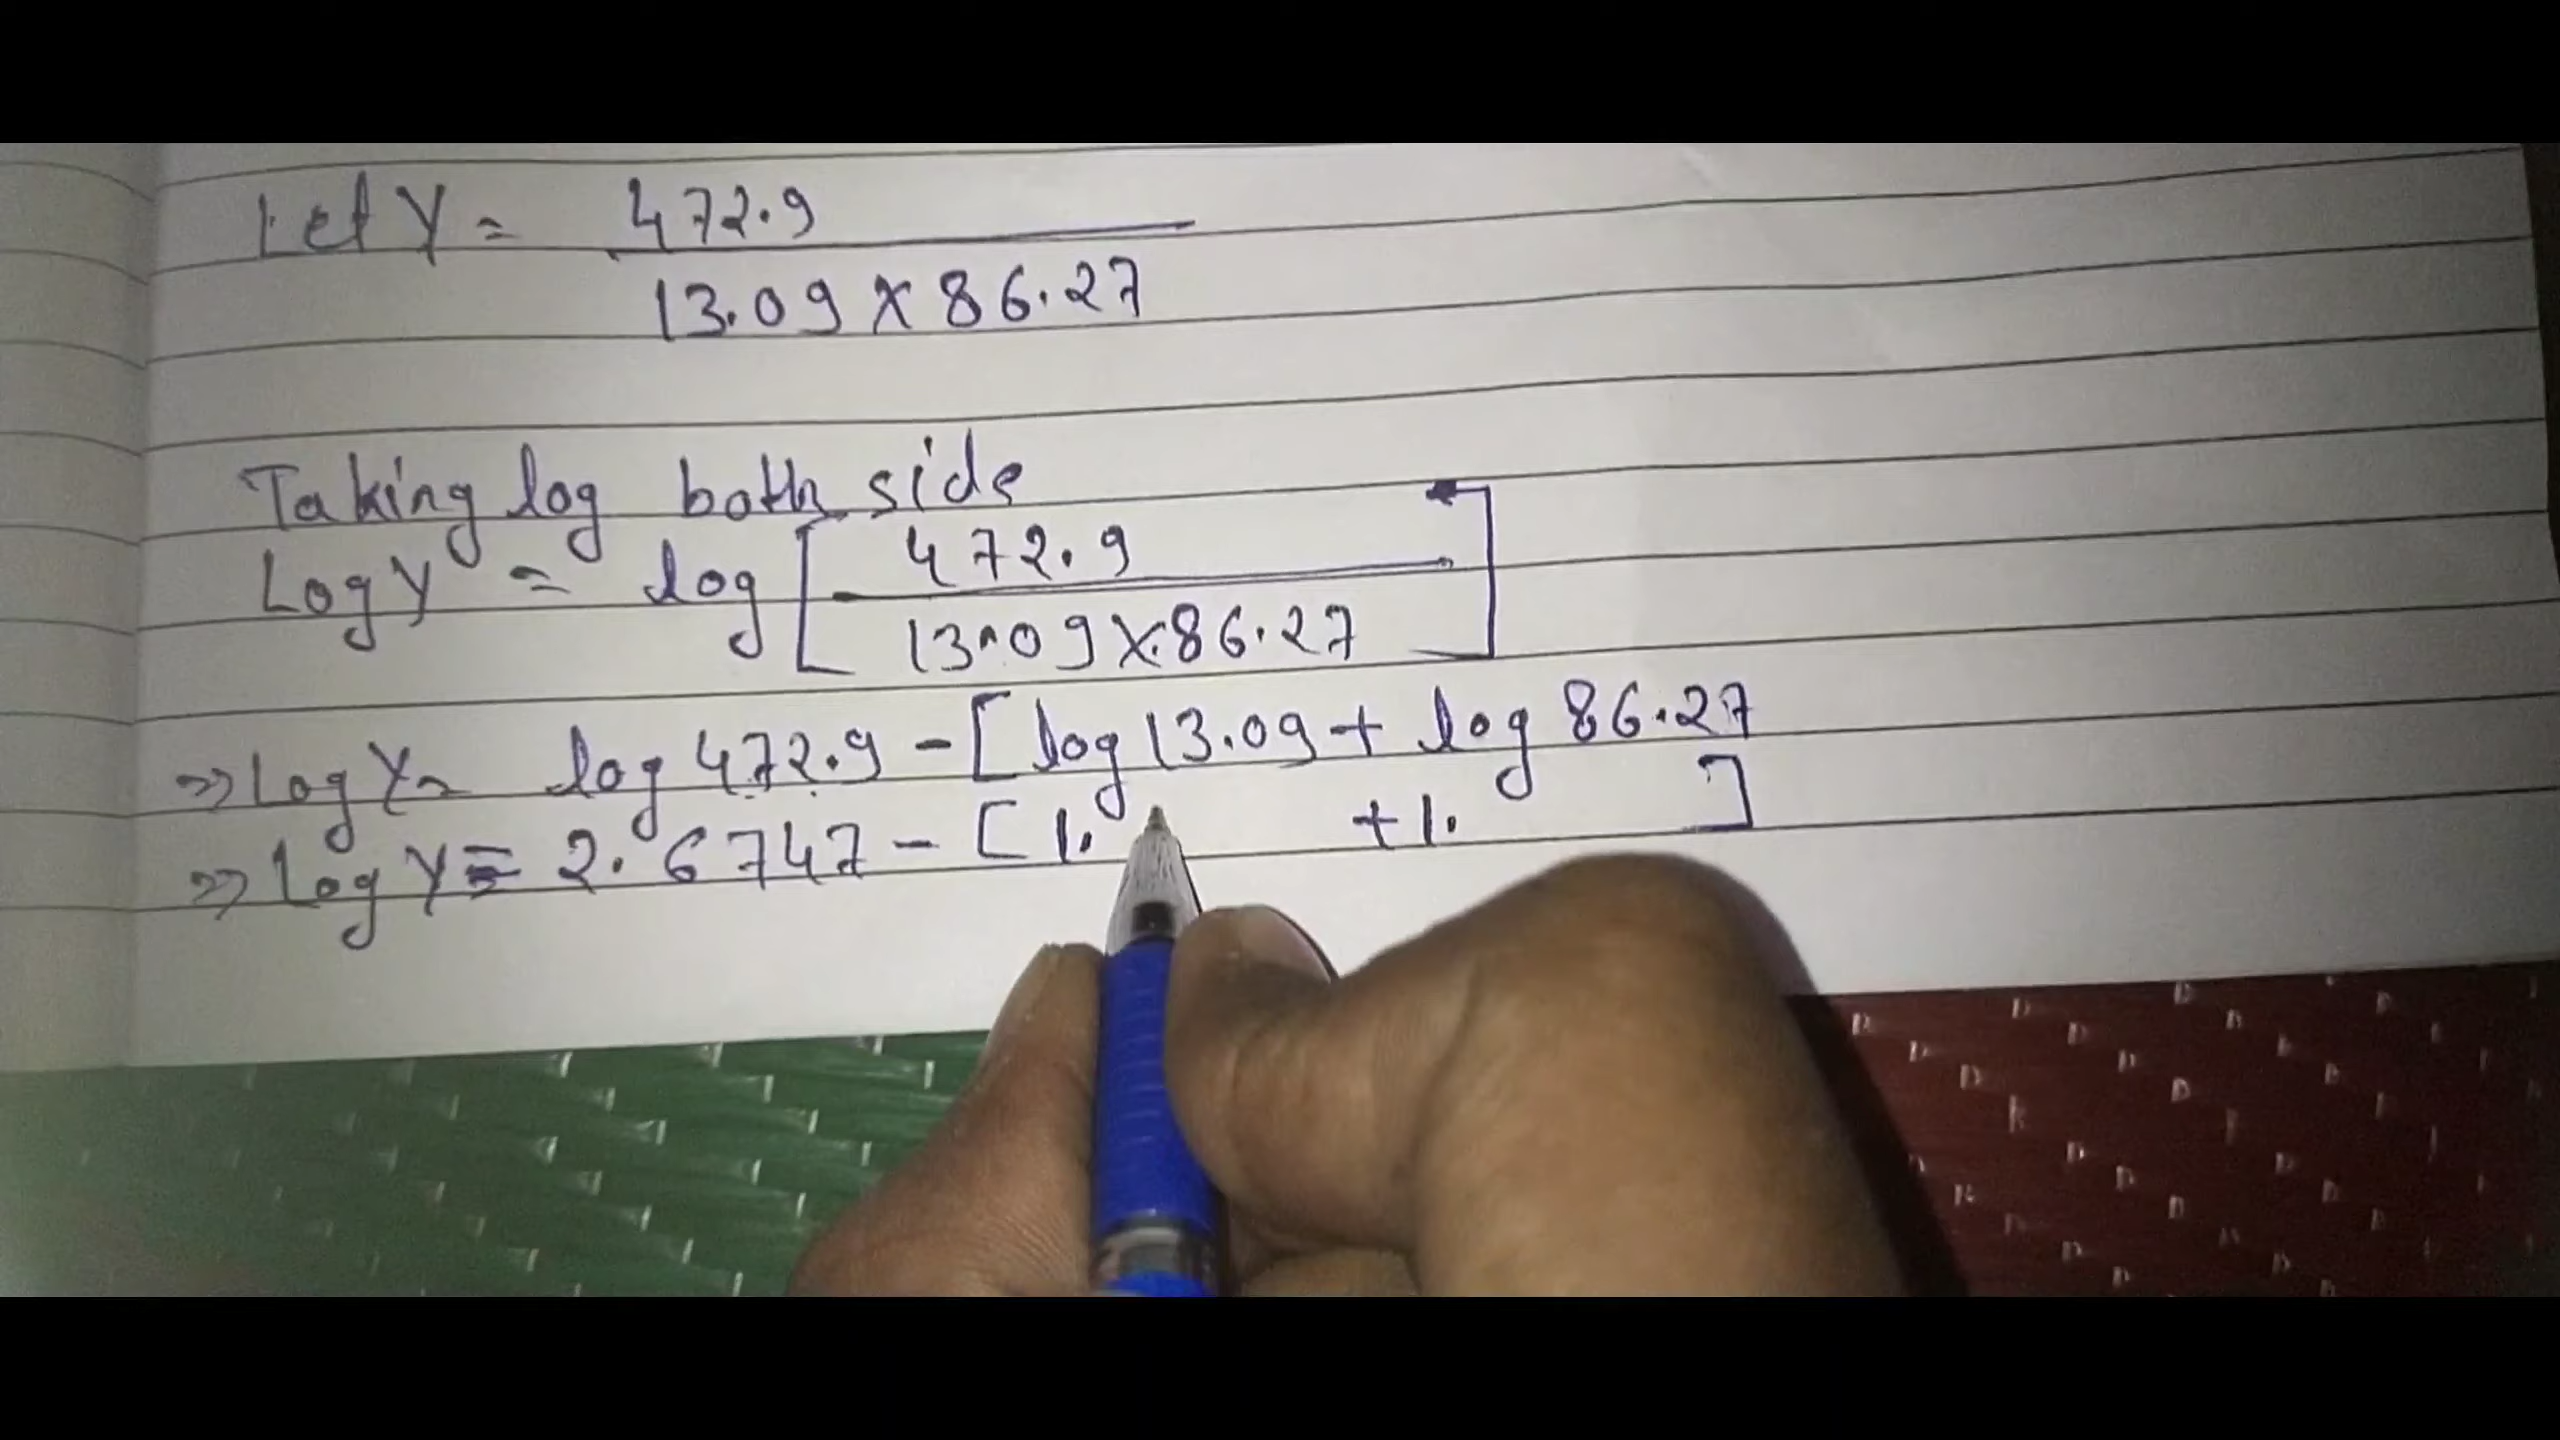 Let Y = 472.9
13.09 × 86.27
Taking log both side
Log Y = log [ 472.9
13.09 × 86.27 ]
⇒ Log Y = log 472.9 - [ log 13.09 + log 86.27
⇒ Log Y = 2.6747 - [ 1. + 1. ]